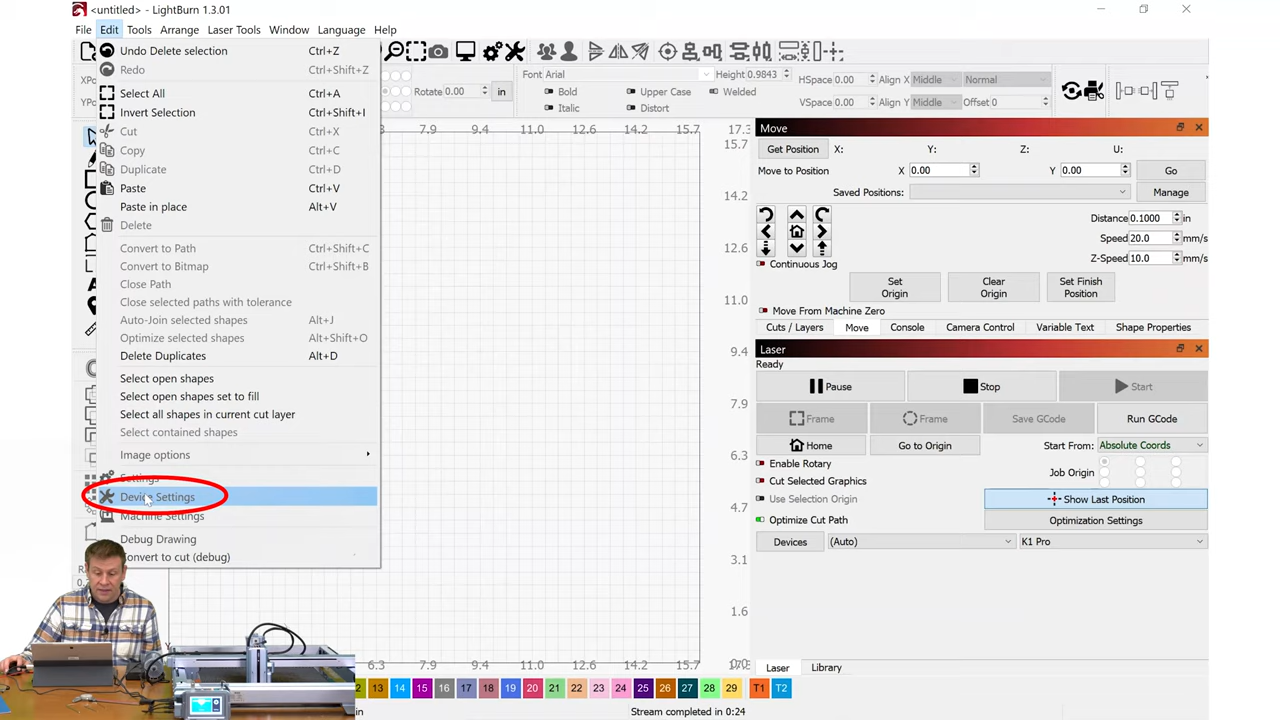 <untitled> - LightBurn 1.3.01
File Edit Tools Arrange Laser Tools Window Language Help
Undo Delete selection Ctrl+Z
Redo Ctrl+Shift+Z
Select All Ctrl+A
Invert Selection Ctrl+Shift+I
Cut Ctrl+X
Copy Ctrl+C
Duplicate Ctrl+D
Paste Ctrl+V
Paste in place Alt+V
Delete
Convert to Path Ctrl+Shift+C
Convert to Bitmap Ctrl+Shift+B
Close Path
Close selected paths with tolerance
Auto-Join selected shapes Alt+J
Optimize selected shapes Alt+Shift+O
Delete Duplicates Alt+D
Select open shapes
Select open shapes set to fill
Select all shapes in current cut layer
Select contained shapes
Image options
Settings
Device Settings
Machine Settings
Debug Drawing
Convert to cut (debug)
XPo
YPo
Rotate 0.00 in
Font Arial Height 0.9843
Bold Upper Case Welded
Italic Distort
HSpace 0.00 Align X Middle Normal
VSpace 0.00 Align Y Middle Offset 0
6.3 7.9 9.4 11.0 12.6 14.2 15.7 17.3
15.7
14.2
12.6
11.0
9.4
7.9
6.3
4.7
3.1
1.6
0.0
6.3 7.9 9.4 11.0 12.6 14.2 15.7
Move
Get Position X: Y: Z: U:
Move to Position X 0.00 Y 0.00 Go
Saved Positions: Manage
Distance 0.1000 in
Speed 20.0 mm/s
Z-Speed 10.0 mm/s
Continuous Jog
Set Origin
Clear Origin
Set Finish Position
Move From Machine Zero
Cuts / Layers Move Console Camera Control Variable Text Shape Properties
Laser
Ready
Pause Stop Start
Frame Frame Save GCode Run GCode
Home Go to Origin Start From: Absolute Coords
Enable Rotary Job Origin
Cut Selected Graphics
Use Selection Origin Show Last Position
Optimize Cut Path Optimization Settings
Devices (Auto) K1 Pro
Laser Library
12 13 14 15 16 17 18 19 20 21 22 23 24 25 26 27 28 29 T1 T2
in Stream completed in 0:24